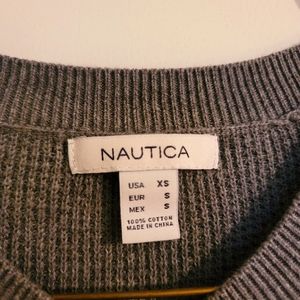 NAUTICA
USA XS
EUR S
MEX S
100% COTTON
MADE IN CHINA